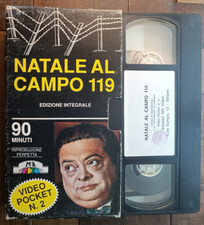 NATALE AL
CAMPO 119
EDIZIONE INTEGRALE
90
MINUTI
RIPRODUZIONE
PERFETTA
VIDEO
POCKET
N. 2
NATALE AL CAMPO 119